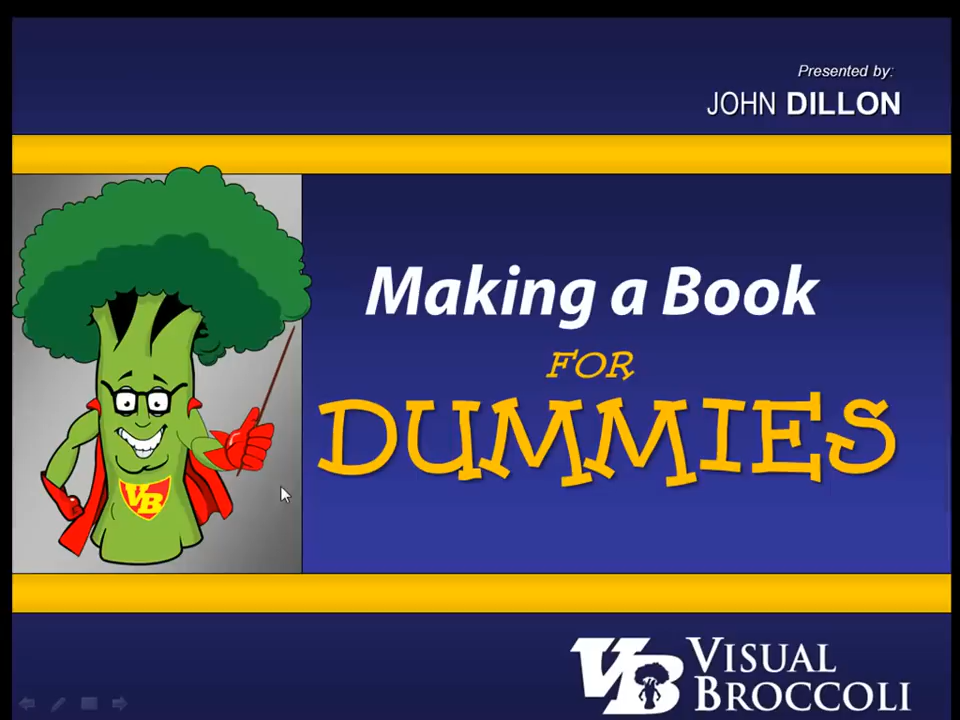 Presented by:
JOHN DILLON
Making a Book
FOR
DUMMIES
VB
VB
VISUAL
BROCCOLI